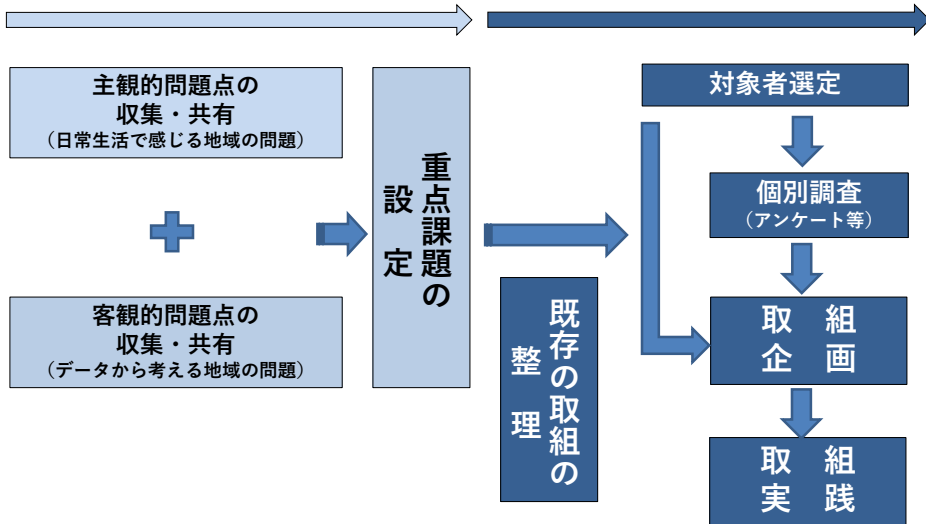 主観的問題点の
収集・共有
（日常生活で感じる地域の問題）
客観的問題点の
収集・共有
（データから考える地域の問題）
重点課題の
設　定
既存の取組の
整　理
対象者選定
個別調査
（アンケート等）
取　組
企　画
取　組
実　践